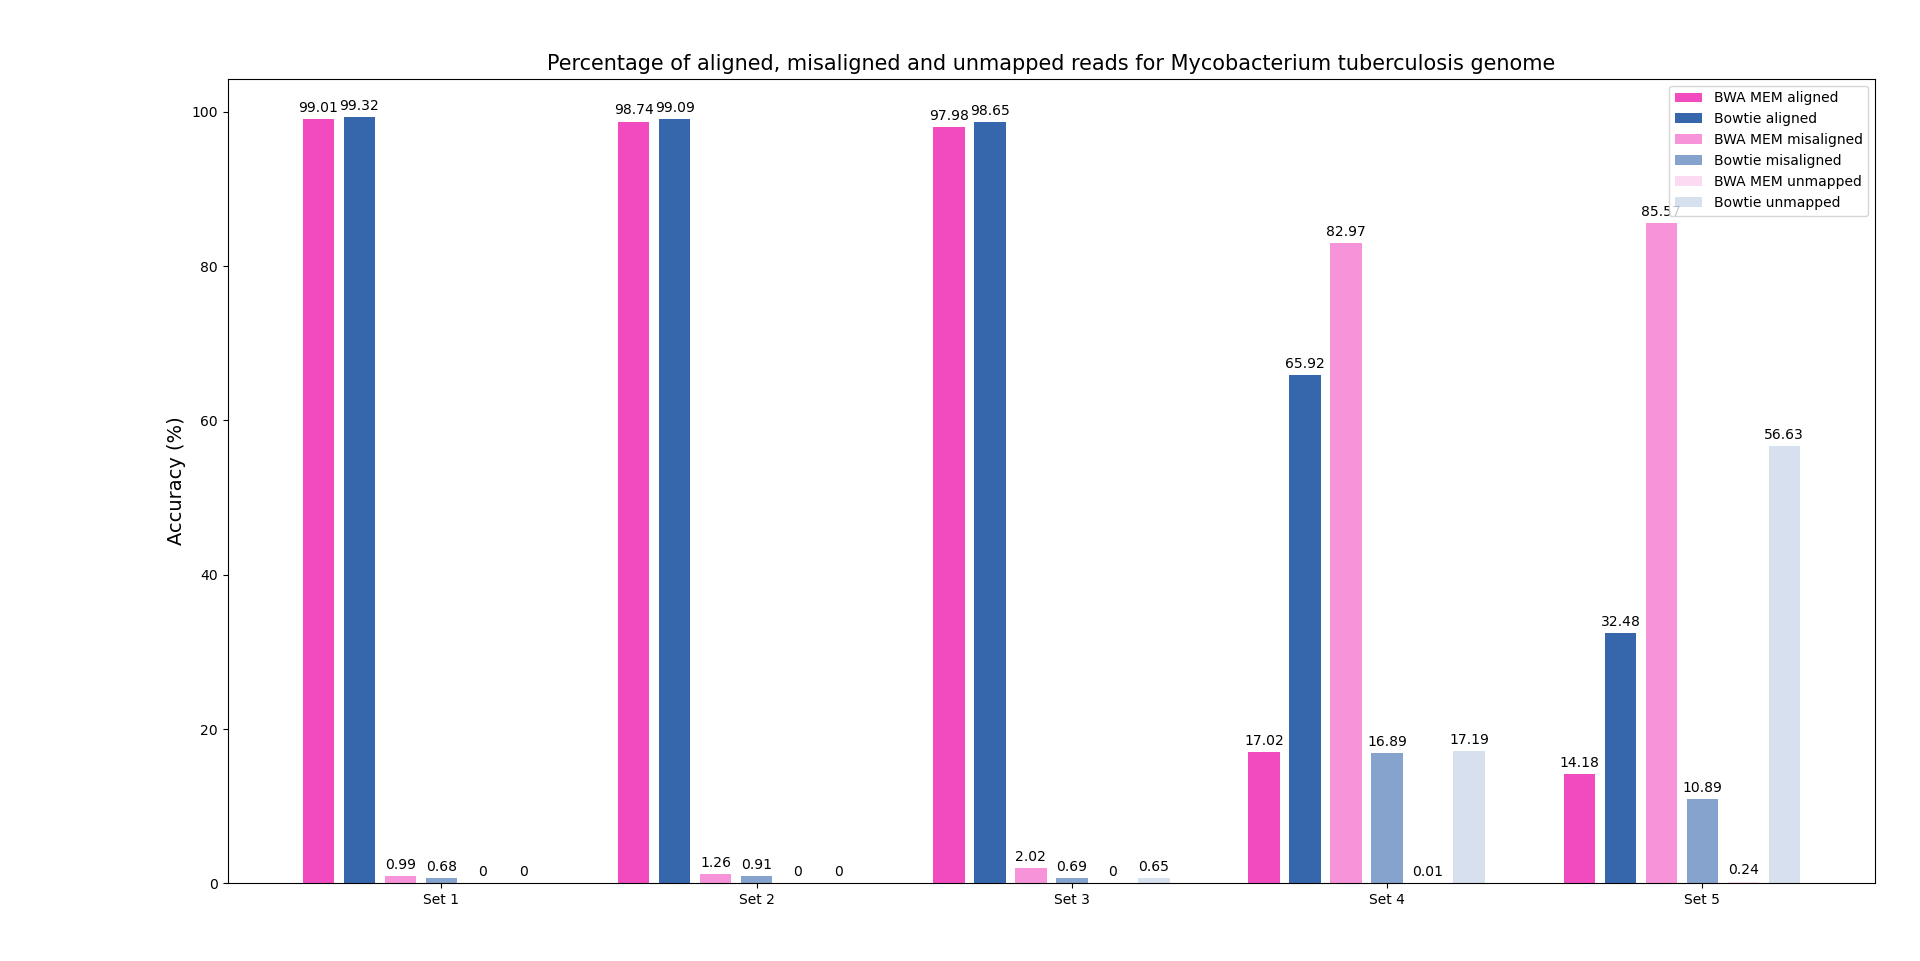 Percentage of aligned, misaligned and unmapped reads for Mycobacterium tuberculosis genome
Accuracy (%)
100
80
60
40
20
0
BWA MEM aligned
Bowtie aligned
BWA MEM misaligned
Bowtie misaligned
BWA MEM unmapped
Bowtie unmapped
99.01 99.32 0.99 0.68 0 0
98.74 99.09 1.26 0.91 0 0
97.98 98.65 2.02 0.69 0 0.65
17.02 65.92 82.97 16.89 0.01 17.19
14.18 32.48 85.57 10.89 0.24 56.63
Set 1 Set 2 Set 3 Set 4 Set 5